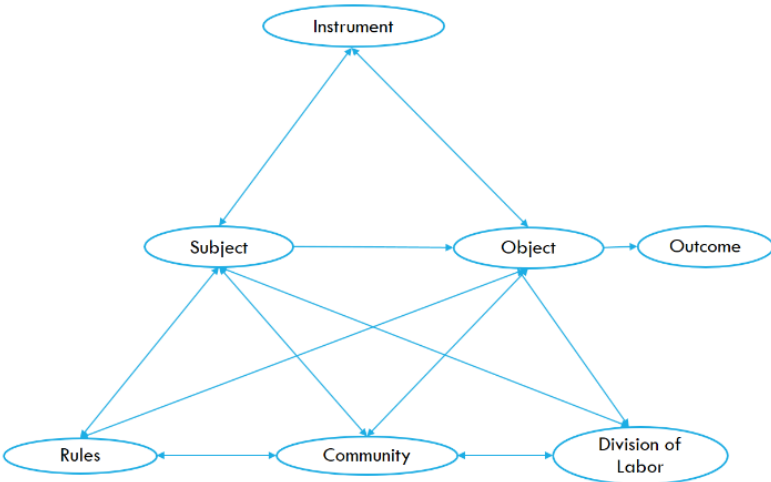 Instrument
Subject
Object
Outcome
Rules
Community
Division of
Labor